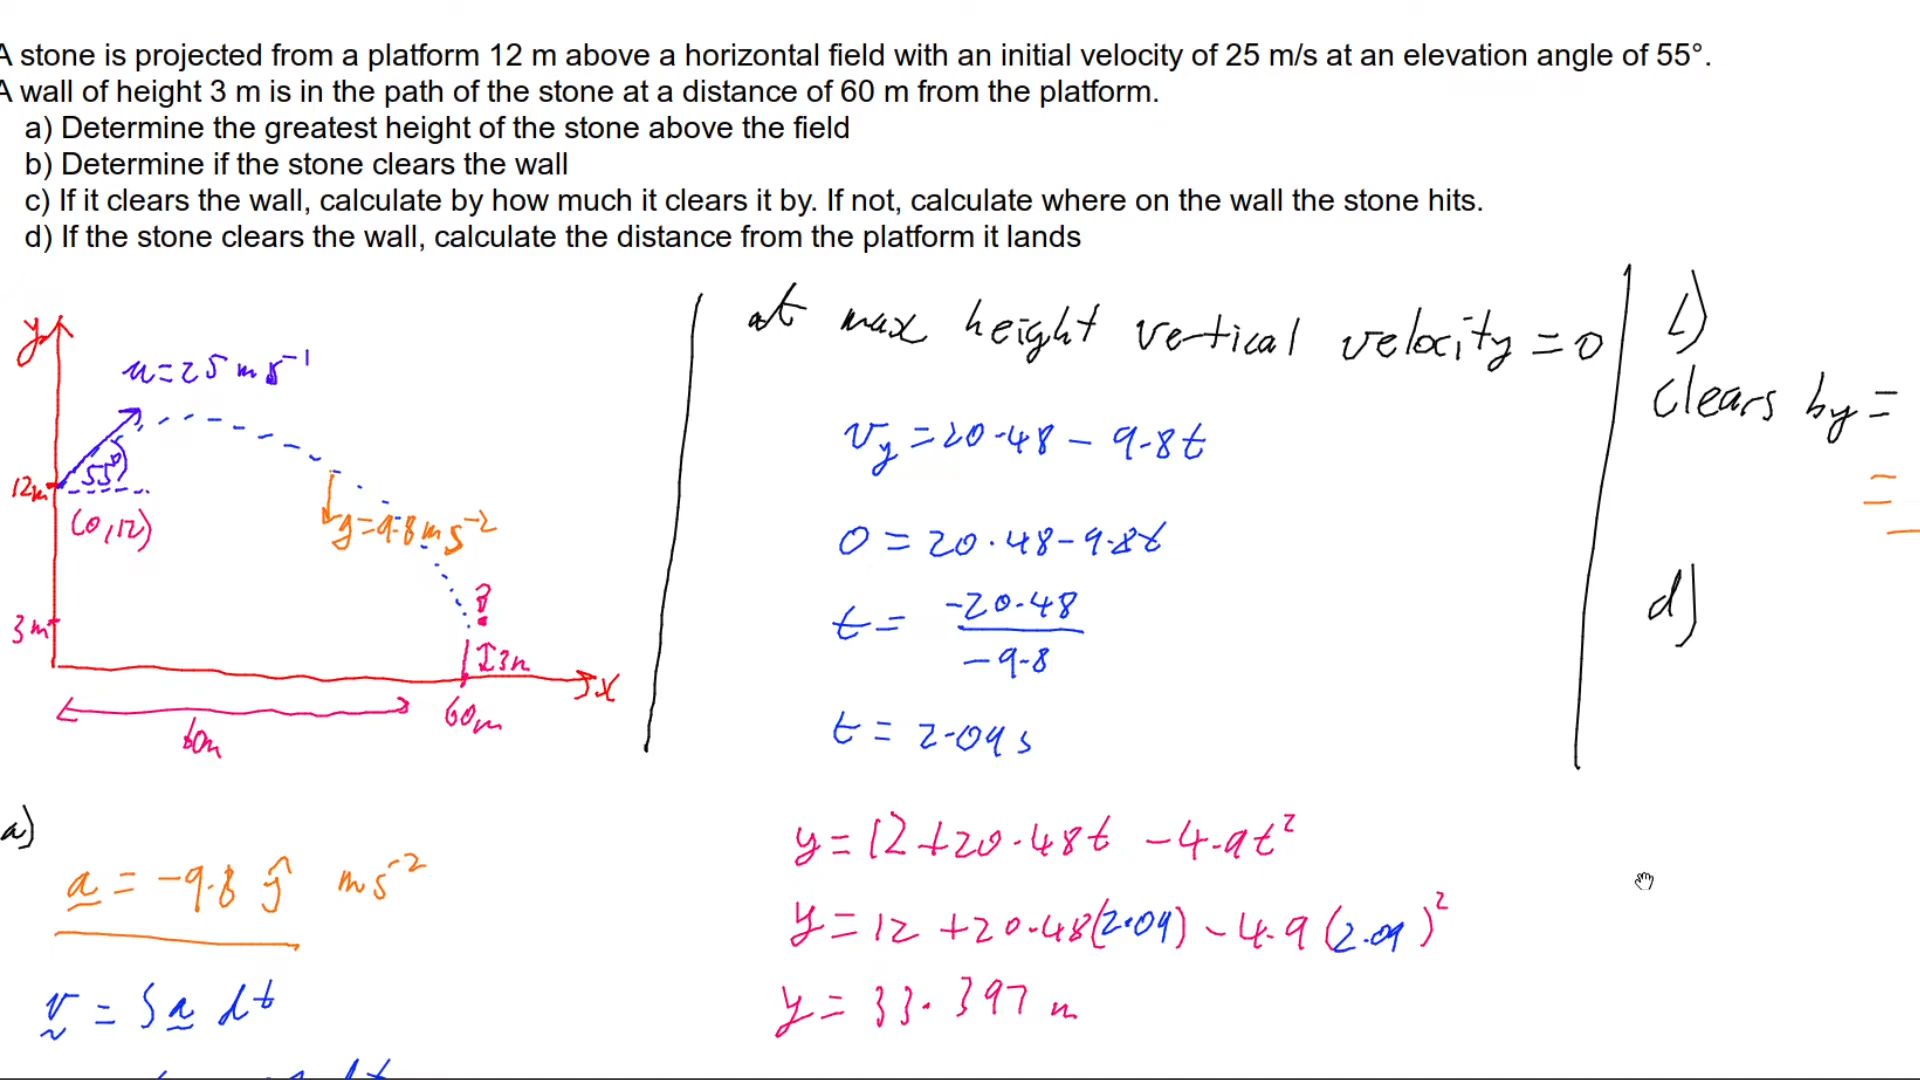 A stone is projected from a platform 12 m above a horizontal field with an initial velocity of 25 m/s at an elevation angle of 55°.
A wall of height 3 m is in the path of the stone at a distance of 60 m from the platform.
a) Determine the greatest height of the stone above the field
b) Determine if the stone clears the wall
c) If it clears the wall, calculate by how much it clears it by. If not, calculate where on the wall the stone hits.
d) If the stone clears the wall, calculate the distance from the platform it lands
y
u=25 m s⁻¹
55°
12m
(0,12)
g=9.8 m s⁻²
?
3m
3m
x
60m
60m
a)
a = -9.8 ĵ m s⁻²
v = ∫ a dt
dt
at max height vertical velocity = 0
v_y = 20.48 - 9.8t
0 = 20.48 - 9.8t
t = -20.48 / -9.8
t = 2.09 s
y = 12 + 20.48t - 4.9t²
y = 12 + 20.48(2.09) - 4.9(2.09)²
y = 33.397 m
c)
clears by =
=
d)